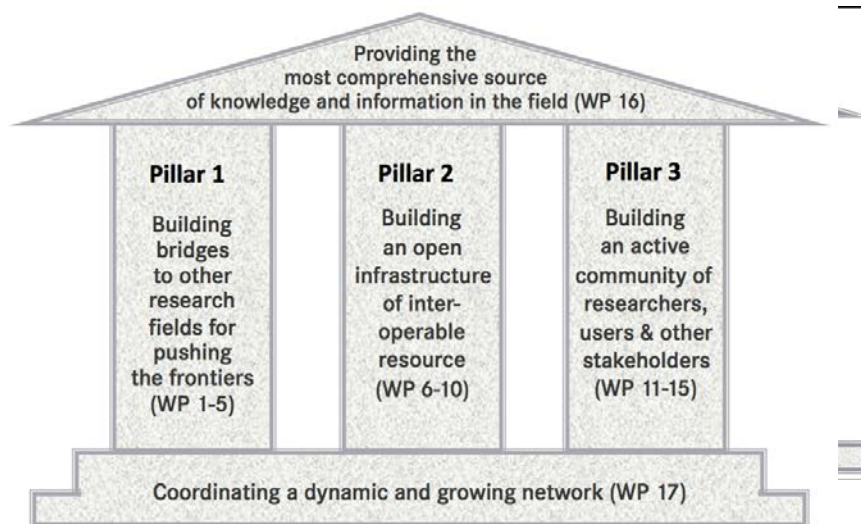 Providing the
most comprehensive source
of knowledge and information in the field (WP 16)
Pillar 1
Building
bridges
to other
research
fields for
pushing
the frontiers
(WP 1-5)
Pillar 2
Building
an open
infrastructure
of inter-
operable
resource
(WP 6-10)
Pillar 3
Building
an active
community of
researchers,
users & other
stakeholders
(WP 11-15)
Coordinating a dynamic and growing network (WP 17)